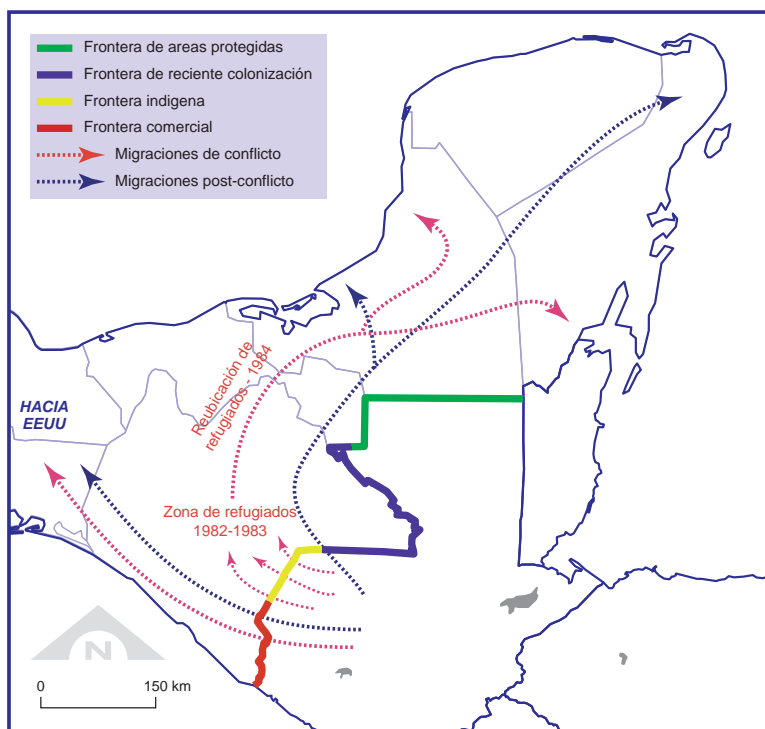 Frontera de areas protegidas
Frontera de reciente colonización
Frontera indigena
Frontera comercial
Migraciones de conflicto
Migraciones post-conflicto
HACIA
EEUU
Reubicación de
refugiados - 1984
Zona de refugiados
1982-1983
N
0 150 km